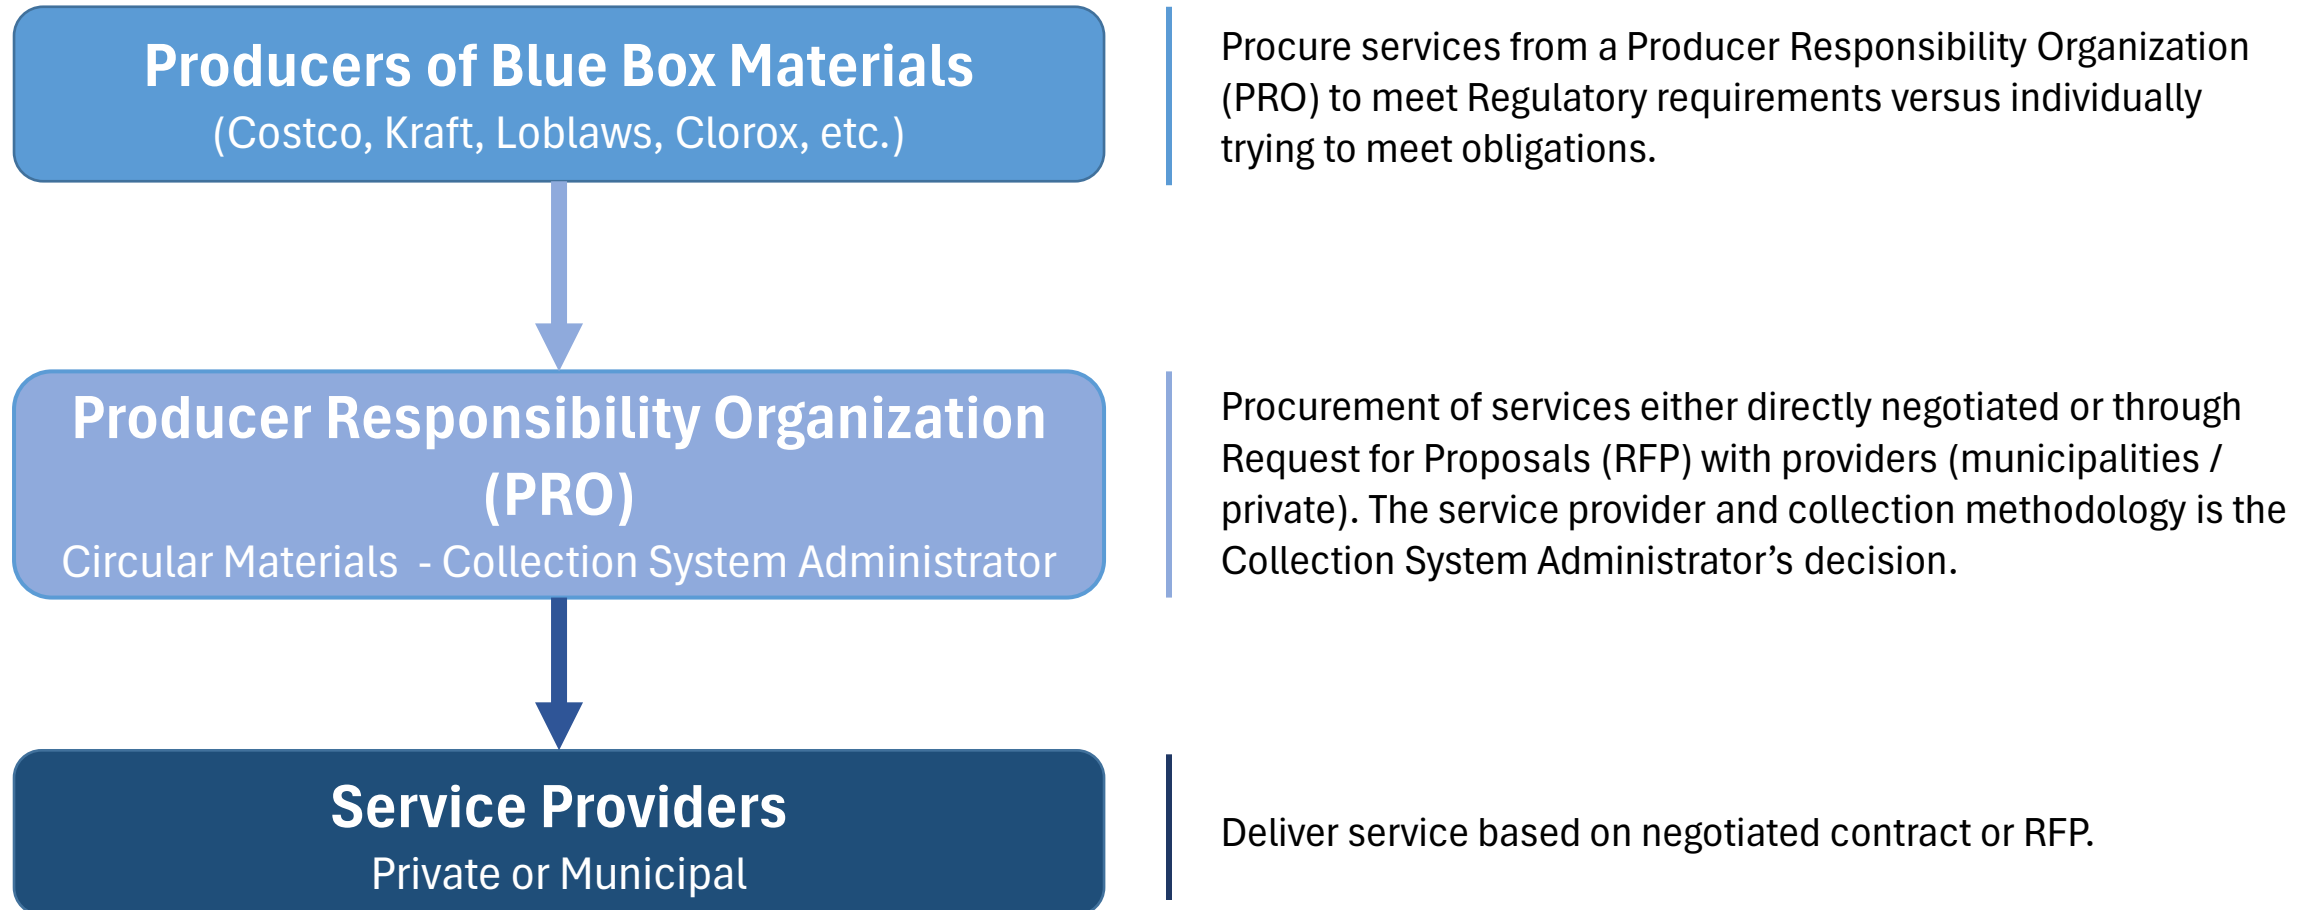 Producers of Blue Box Materials
(Costco, Kraft, Loblaws, Clorox, etc.)
Procure services from a Producer Responsibility Organization
(PRO) to meet Regulatory requirements versus individually
trying to meet obligations.
Producer Responsibility Organization
(PRO)
Circular Materials - Collection System Administrator
Procurement of services either directly negotiated or through
Request for Proposals (RFP) with providers (municipalities /
private). The service provider and collection methodology is the
Collection System Administrator’s decision.
Service Providers
Private or Municipal
Deliver service based on negotiated contract or RFP.